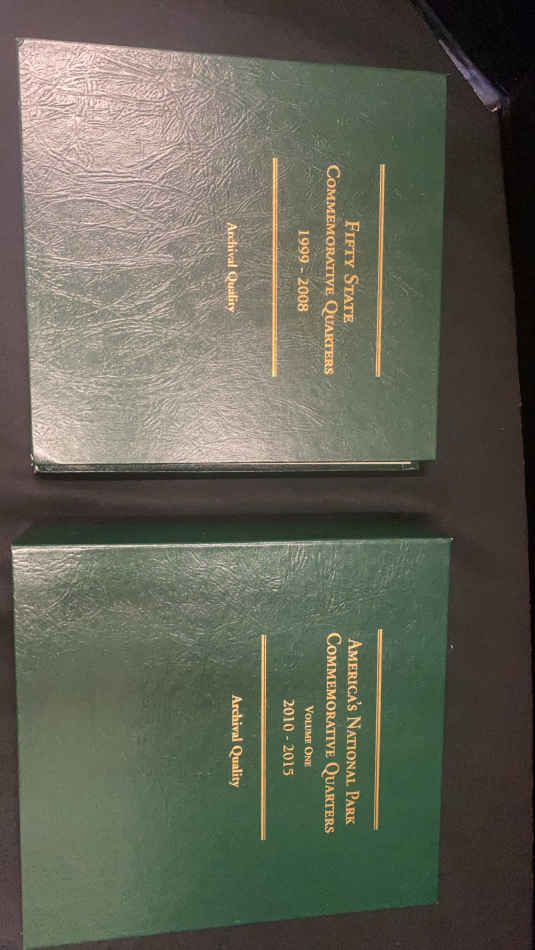 FIFTY STATE
COMMEMORATIVE QUARTERS
1999 - 2008
Archival Quality
AMERICA'S NATIONAL PARK
COMMEMORATIVE QUARTERS
VOLUME ONE
2010 - 2015
Archival Quality